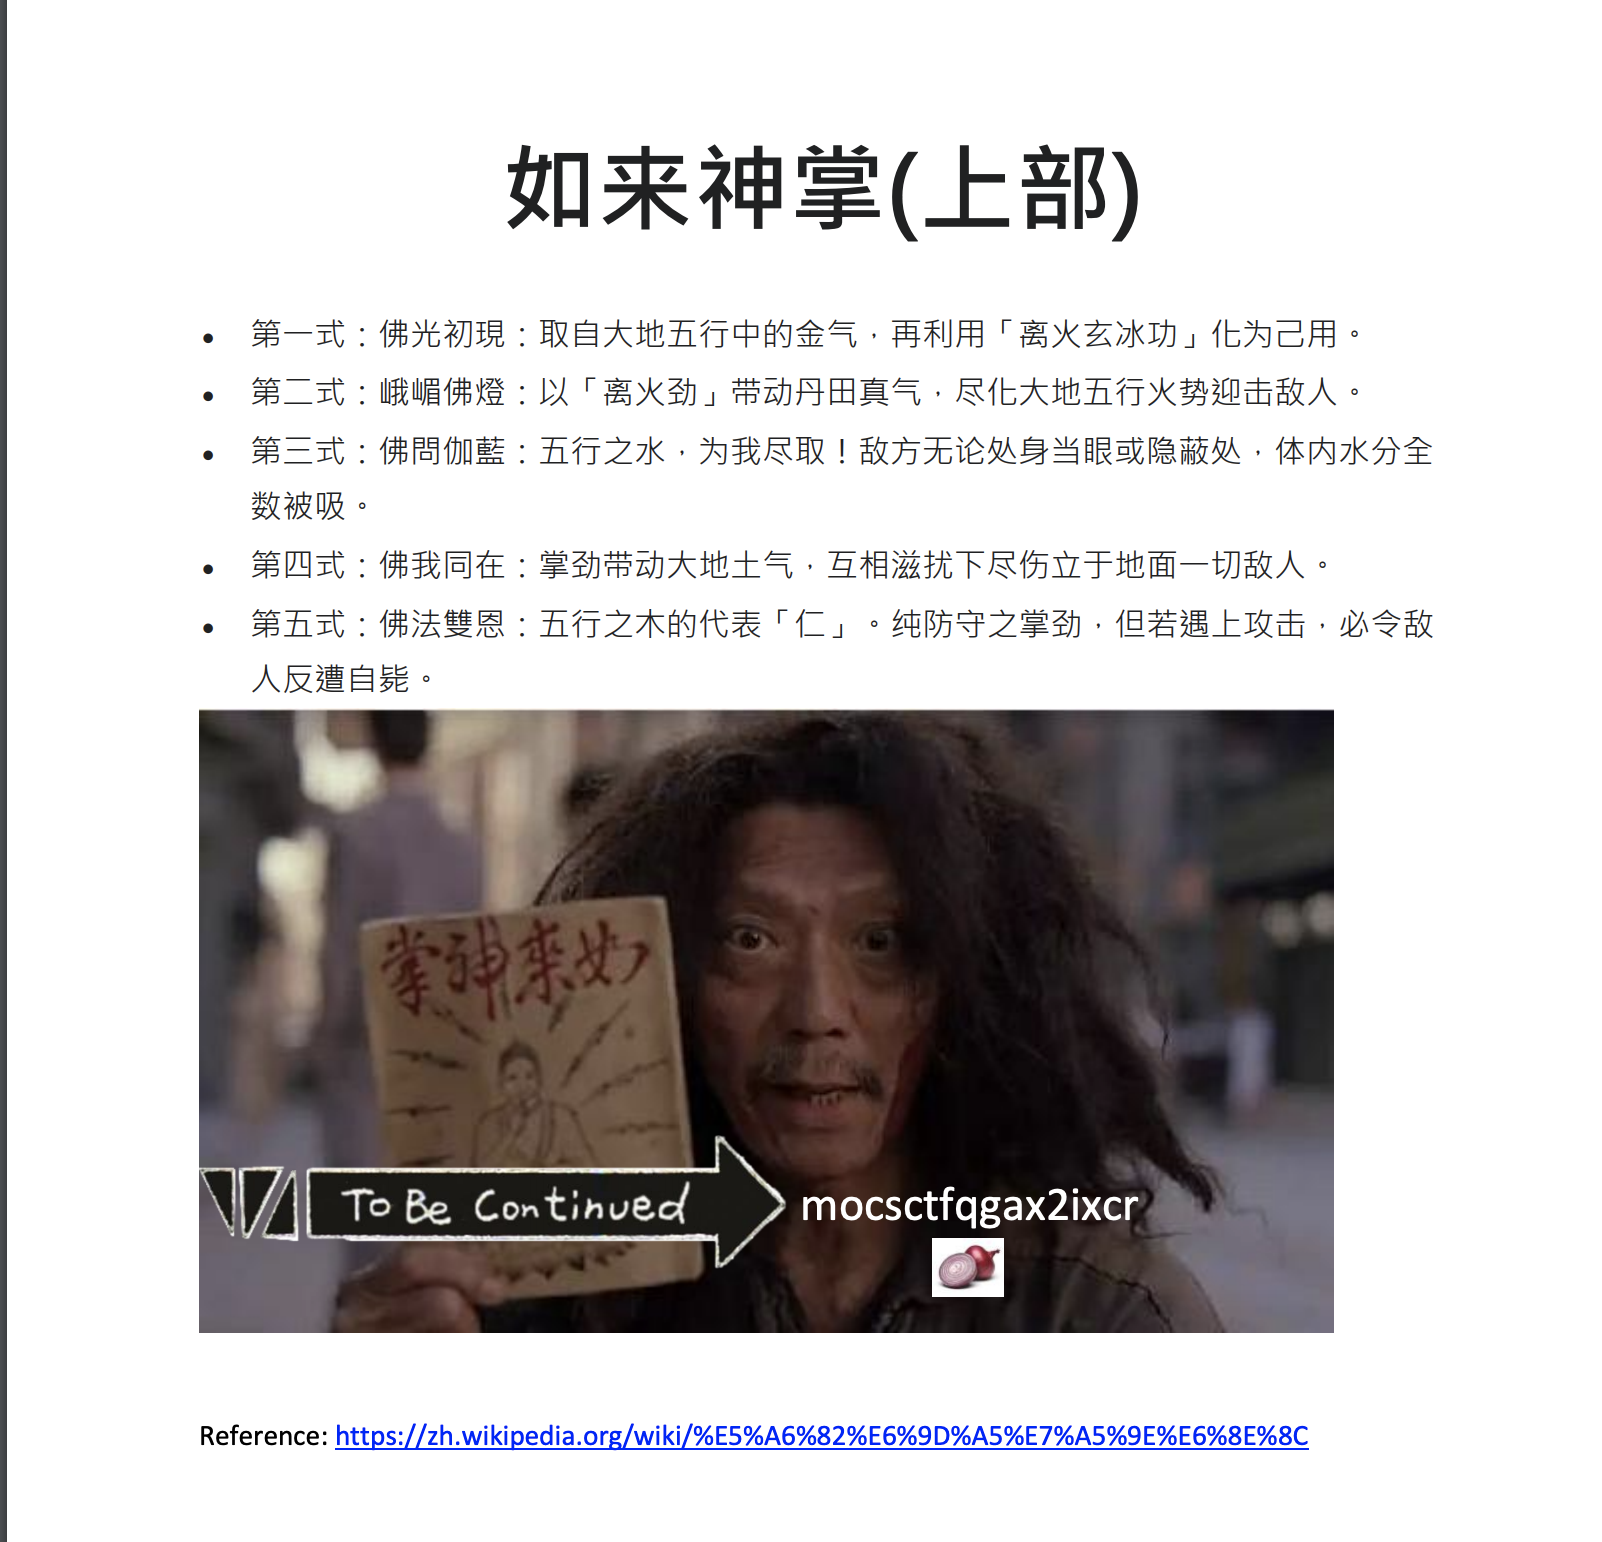 如来神掌(上部)
第一式：佛光初現：取自大地五行中的金气，再利用「离火玄冰功」化为己用。
第二式：峨嵋佛燈：以「离火劲」带动丹田真气，尽化大地五行火势迎击敌人。
第三式：佛問伽藍：五行之水，为我尽取！敌方无论处身当眼或隐蔽处，体内水分全
数被吸。
第四式：佛我同在：掌劲带动大地土气，互相滋扰下尽伤立于地面一切敌人。
第五式：佛法雙恩：五行之木的代表「仁」。纯防守之掌劲，但若遇上攻击，必令敌
人反遭自毙。
掌神來如
To Be Continued
mocsctfqgax2ixcr
Reference: https://zh.wikipedia.org/wiki/%E5%A6%82%E6%9D%A5%E7%A5%9E%E6%8E%8C